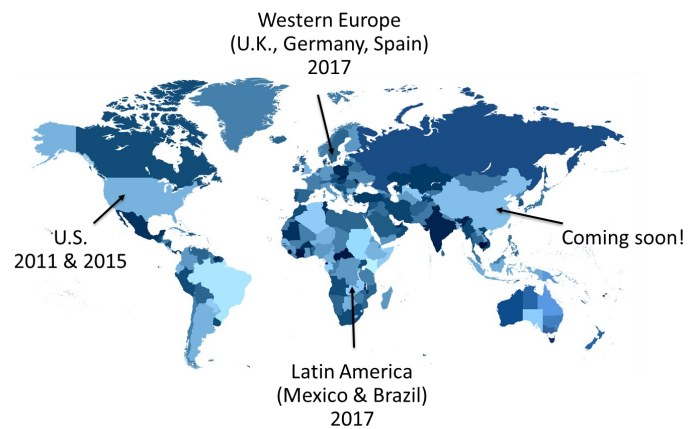 Western Europe
(U.K., Germany, Spain)
2017
U.S.
2011 & 2015
Coming soon!
Latin America
(Mexico & Brazil)
2017